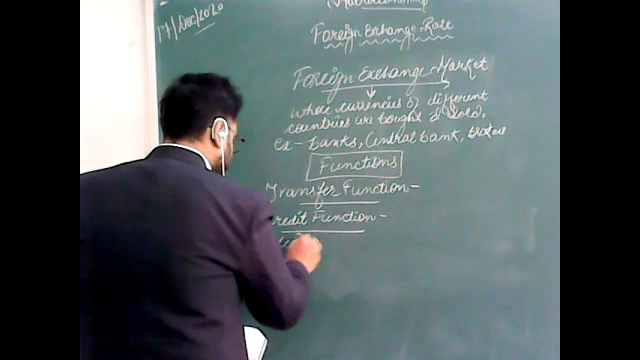 17/Dec/2020
Foreign Exchange Rate
Foreign Exchange Market
where currencies of different
countries are bought & sold,
ex- banks, Central bank, brokers
Functions
Transfer Function-
Credit Function-